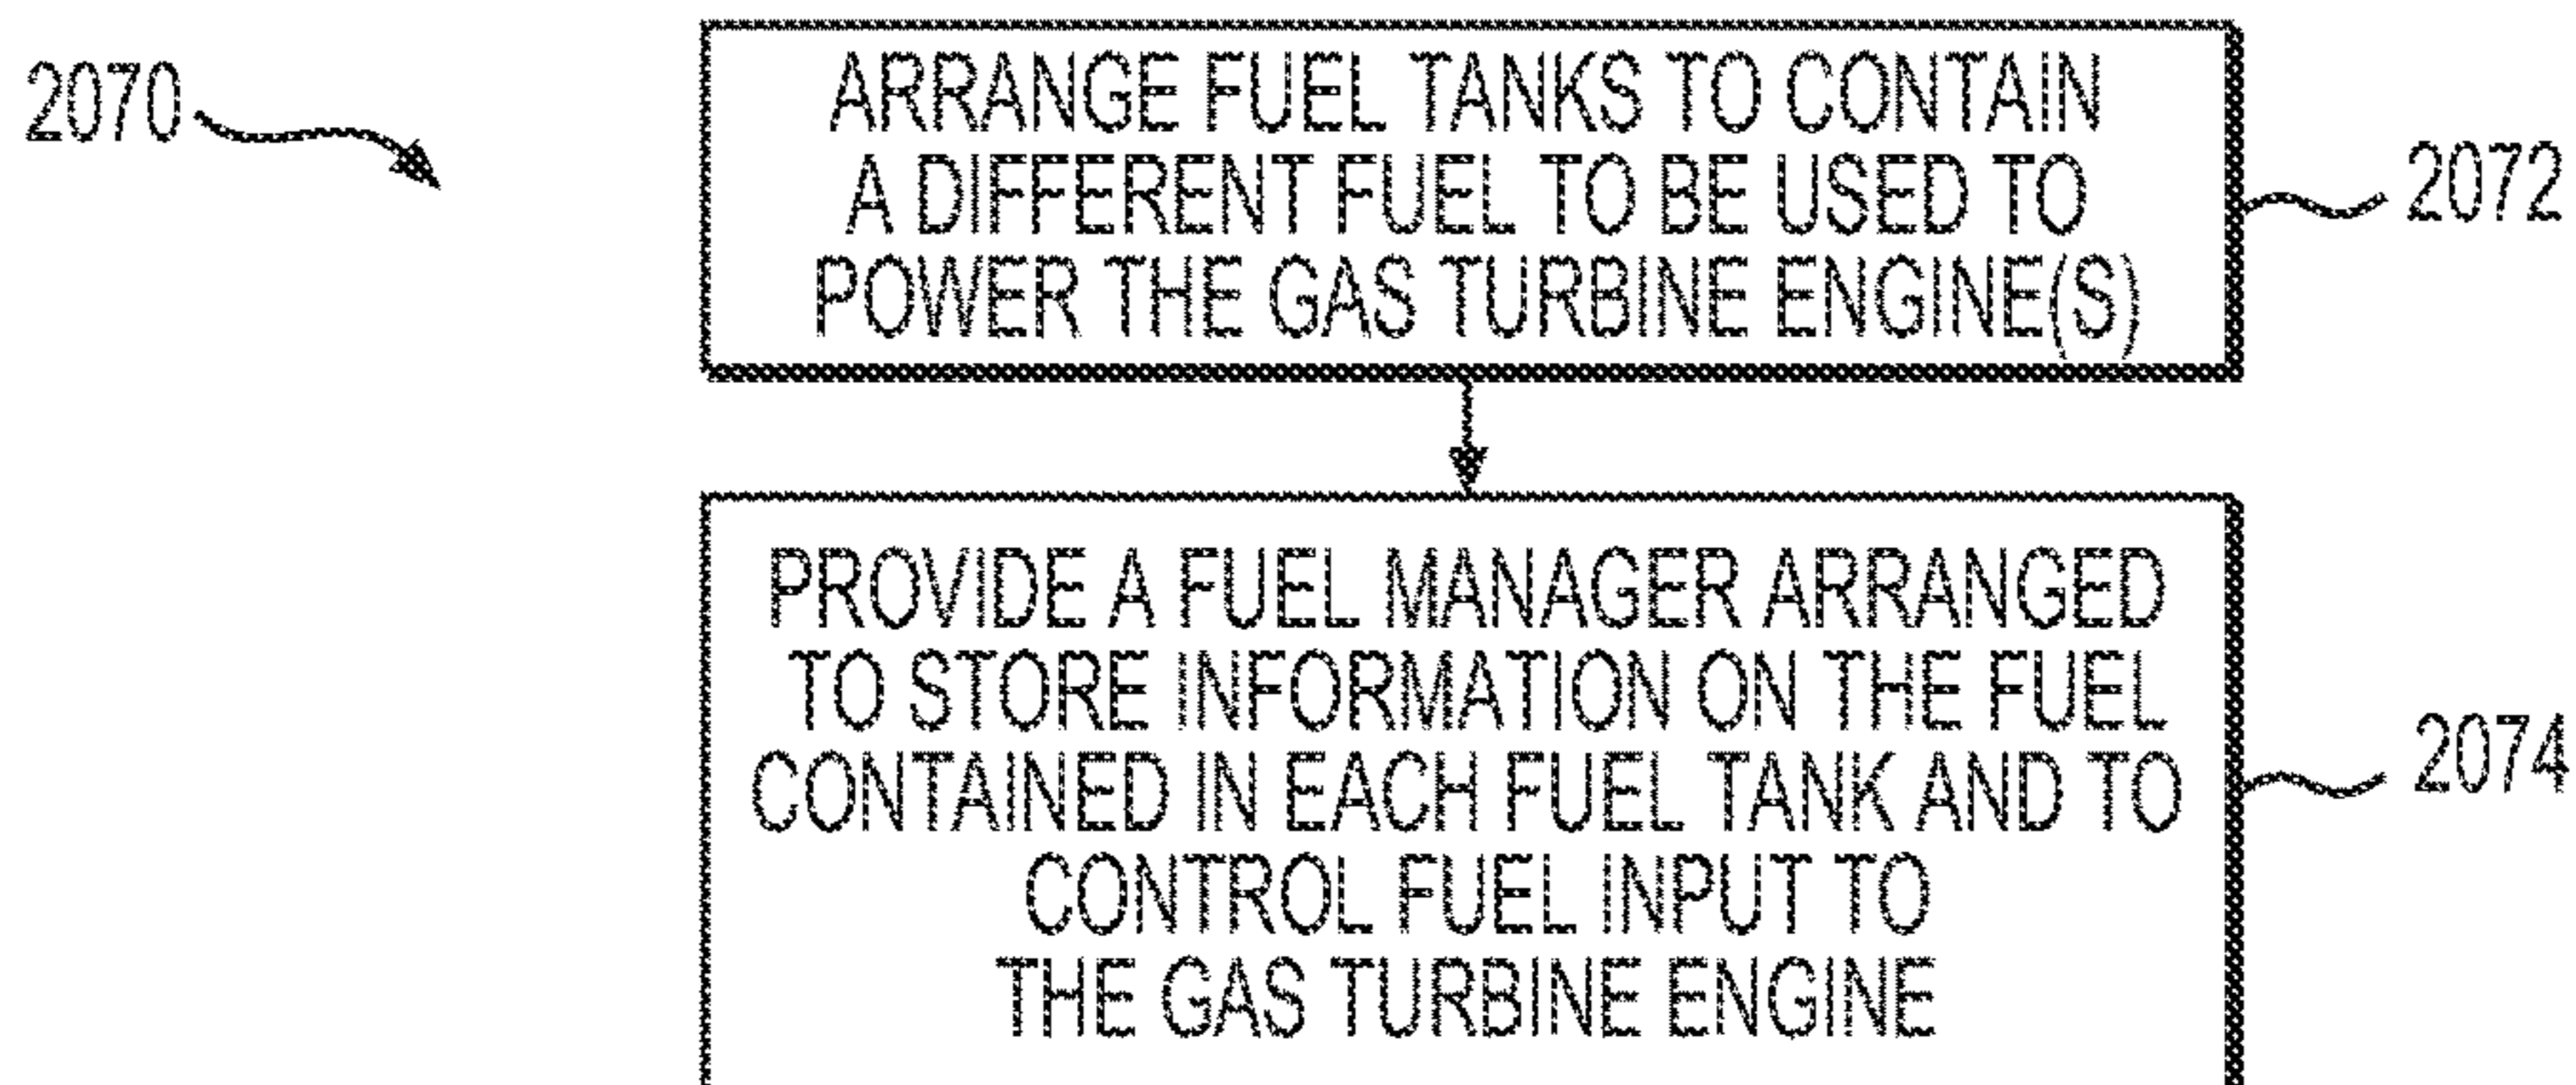 2070
ARRANGE FUEL TANKS TO CONTAIN
A DIFFERENT FUEL TO BE USED TO
POWER THE GAS TURBINE ENGINE(S)
2072
PROVIDE A FUEL MANAGER ARRANGED
TO STORE INFORMATION ON THE FUEL
CONTAINED IN EACH FUEL TANK AND TO
CONTROL FUEL INPUT TO
THE GAS TURBINE ENGINE
2074